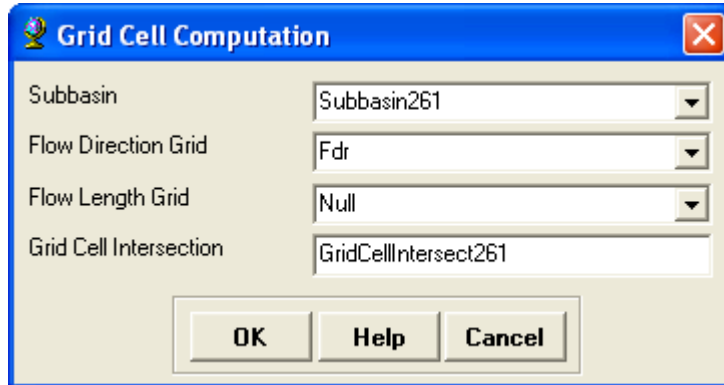 Grid Cell Computation
Subbasin Subbasin261
Flow Direction Grid Fdr
Flow Length Grid Null
Grid Cell Intersection GridCellIntersect261
OK Help Cancel